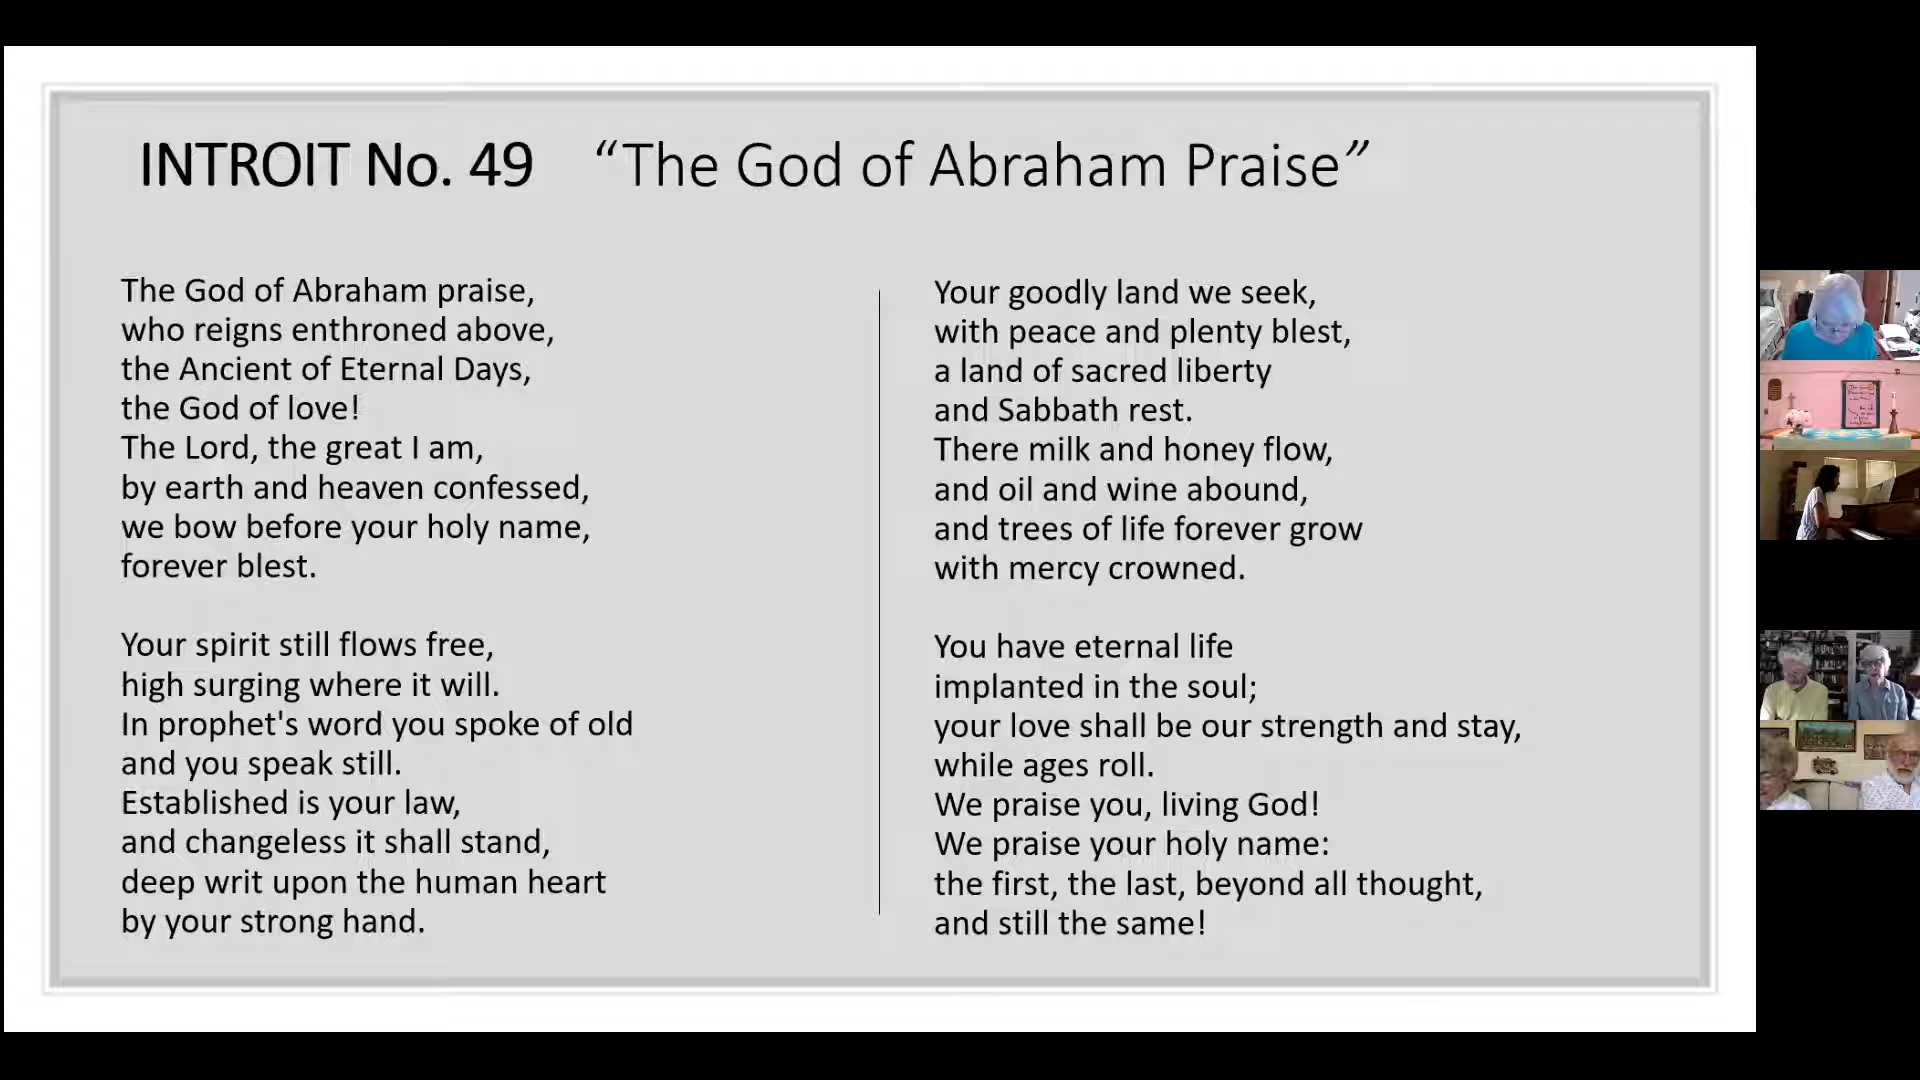 INTROIT No. 49 “The God of Abraham Praise”
The God of Abraham praise,
who reigns enthroned above,
the Ancient of Eternal Days,
the God of love!
The Lord, the great I am,
by earth and heaven confessed,
we bow before your holy name,
forever blest.
Your spirit still flows free,
high surging where it will.
In prophet's word you spoke of old
and you speak still.
Established is your law,
and changeless it shall stand,
deep writ upon the human heart
by your strong hand.
Your goodly land we seek,
with peace and plenty blest,
a land of sacred liberty
and Sabbath rest.
There milk and honey flow,
and oil and wine abound,
and trees of life forever grow
with mercy crowned.
You have eternal life
implanted in the soul;
your love shall be our strength and stay,
while ages roll.
We praise you, living God!
We praise your holy name:
the first, the last, beyond all thought,
and still the same!